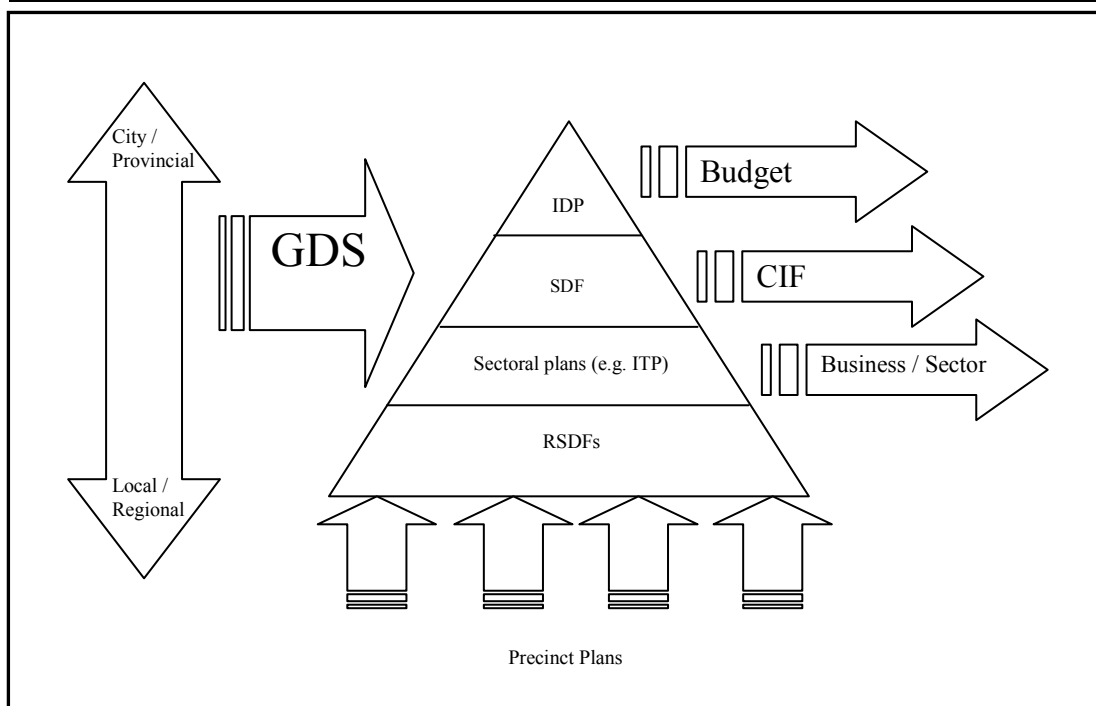 City /
Provincial
GDS
Local /
Regional
IDP
SDF
Sectoral plans (e.g. ITP)
RSDFs
Budget
CIF
Business / Sector
Precinct Plans